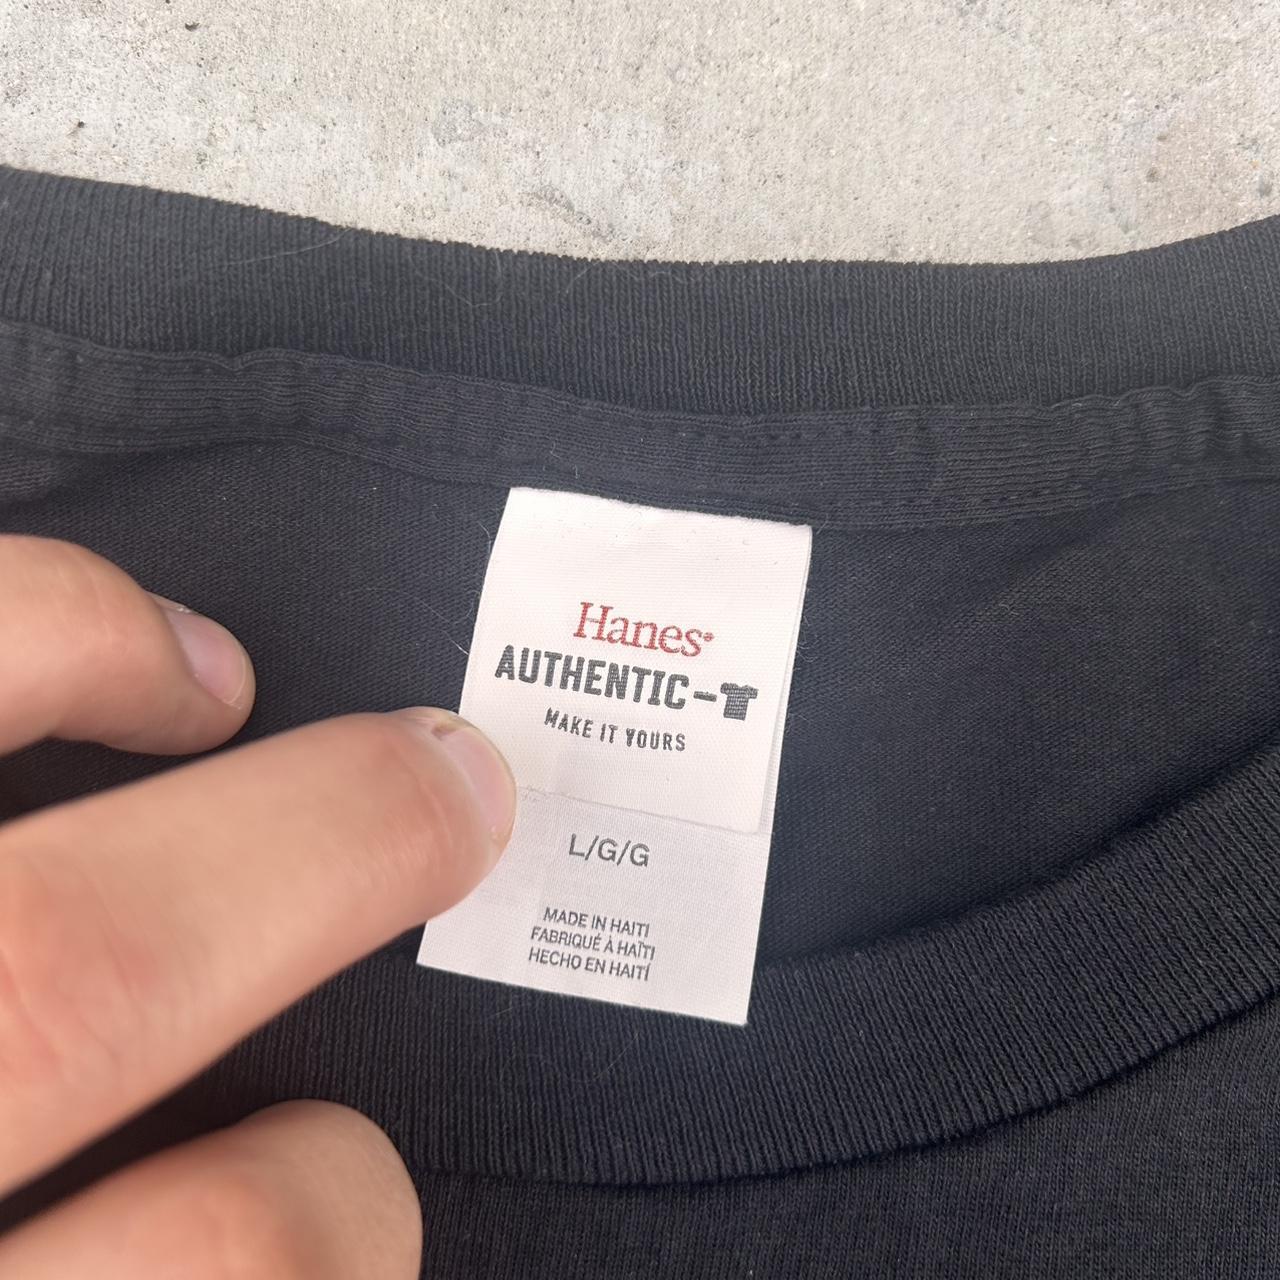 Hanes®
AUTHENTIC-
MAKE IT YOURS
L/G/G
MADE IN HAITI
FABRIQUÉ À HAÏTI
HECHO EN HAITÍ